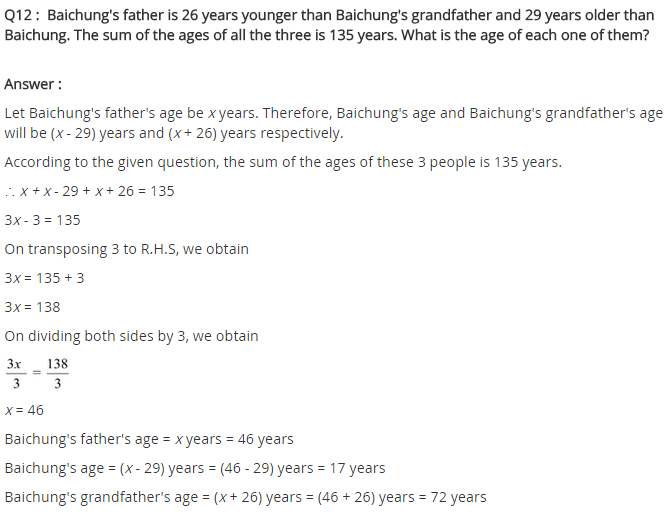 Q12 : Baichung's father is 26 years younger than Baichung's grandfather and 29 years older than
Baichung. The sum of the ages of all the three is 135 years. What is the age of each one of them?
Answer :
Let Baichung's father's age be x years. Therefore, Baichung's age and Baichung's grandfather's age
will be (x - 29) years and (x + 26) years respectively.
According to the given question, the sum of the ages of these 3 people is 135 years.
∴ x + x - 29 + x + 26 = 135
3x - 3 = 135
On transposing 3 to R.H.S, we obtain
3x = 135 + 3
3x = 138
On dividing both sides by 3, we obtain
3x/3 = 138/3
x = 46
Baichung's father's age = x years = 46 years
Baichung's age = (x - 29) years = (46 - 29) years = 17 years
Baichung's grandfather's age = (x + 26) years = (46 + 26) years = 72 years